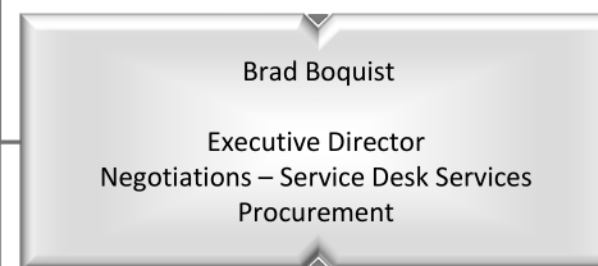 Brad Boquist
Executive Director
Negotiations – Service Desk Services
Procurement